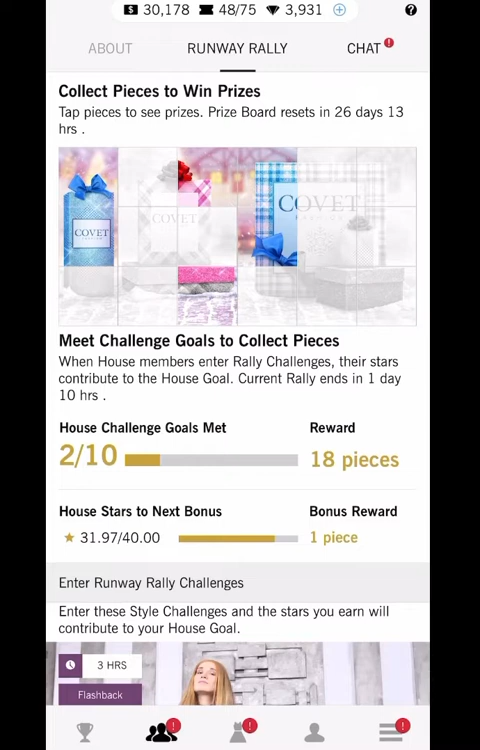 30,178 48/75 3,931
ABOUT RUNWAY RALLY CHAT
Collect Pieces to Win Prizes
Tap pieces to see prizes. Prize Board resets in 26 days 13
hrs .
COVET
COVET
COVET
Meet Challenge Goals to Collect Pieces
When House members enter Rally Challenges, their stars
contribute to the House Goal. Current Rally ends in 1 day
10 hrs .
House Challenge Goals Met Reward
2/10 18 pieces
House Stars to Next Bonus Bonus Reward
31.97/40.00 1 piece
Enter Runway Rally Challenges
Enter these Style Challenges and the stars you earn will
contribute to your House Goal.
3 HRS
Flashback